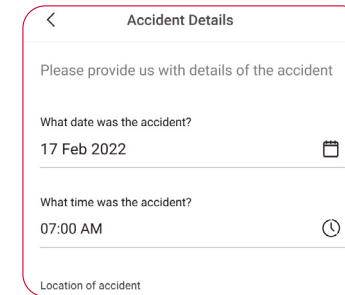 Accident Details
Please provide us with details of the accident
What date was the accident?
17 Feb 2022
What time was the accident?
07:00 AM
Location of accident